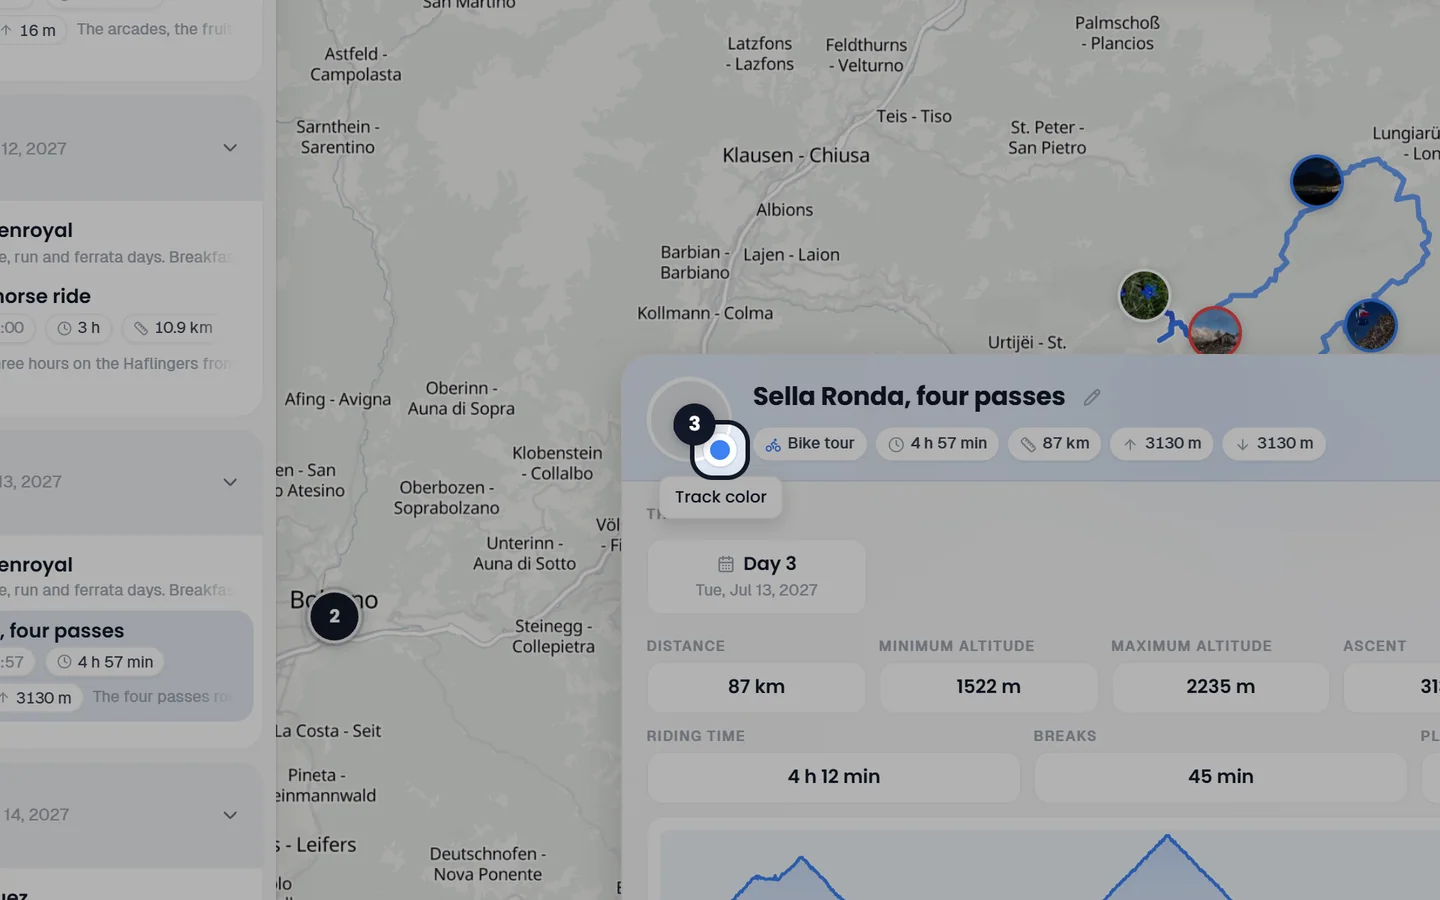 16 m
The arcades, the fruit
12, 2027
enroyal
e, run and ferrata days. Breakfa
horse ride
:00
3 h
10.9 km
ree hours on the Haflingers from
13, 2027
enroyal
e, run and ferrata days. Breakfa
, four passes
:57
4 h 57 min
3130 m
The four passes ro
14, 2027
uez
San Martino
Astfeld -
Campolasta
Sarnthein -
Sarentino
Latzfons
- Lazfons
Feldthurns
- Velturno
Palmschoß
- Plancios
Teis - Tiso
St. Peter -
San Pietro
Lungiarü
- Lon
Klausen - Chiusa
Albions
Barbian -
Barbiano
Lajen - Laion
Kollmann - Colma
Urtijëi - St.
Afing - Avigna
Oberinn -
Auna di Sopra
Klobenstein
- Collalbo
en - San
o Atesino
Oberbozen -
Soprabolzano
Völ
- Fi
Unterinn -
Auna di Sotto
2
Steinegg -
Collepietra
La Costa - Seit
Pineta -
einmannwald
s - Leifers
Deutschnofen -
Nova Ponente
Sella Ronda, four passes
3
Bike tour
4 h 57 min
87 km
3130 m
3130 m
Track color
Day 3
Tue, Jul 13, 2027
DISTANCE
87 km
MINIMUM ALTITUDE
1522 m
MAXIMUM ALTITUDE
2235 m
ASCENT
31
RIDING TIME
4 h 12 min
BREAKS
45 min
PL